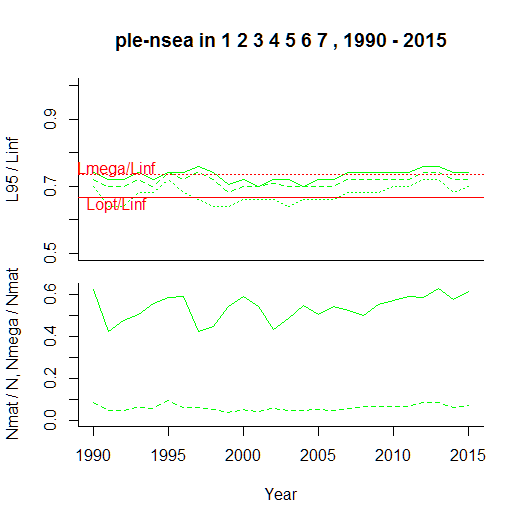 ple-nsea in 1 2 3 4 5 6 7 , 1990 - 2015
L95 / Linf
0.9
0.7
0.5
Lmega/Linf
Lopt/Linf
Nmat / N, Nmega / Nmat
0.6
0.4
0.2
0.0
1990 1995 2000 2005 2010 2015
Year